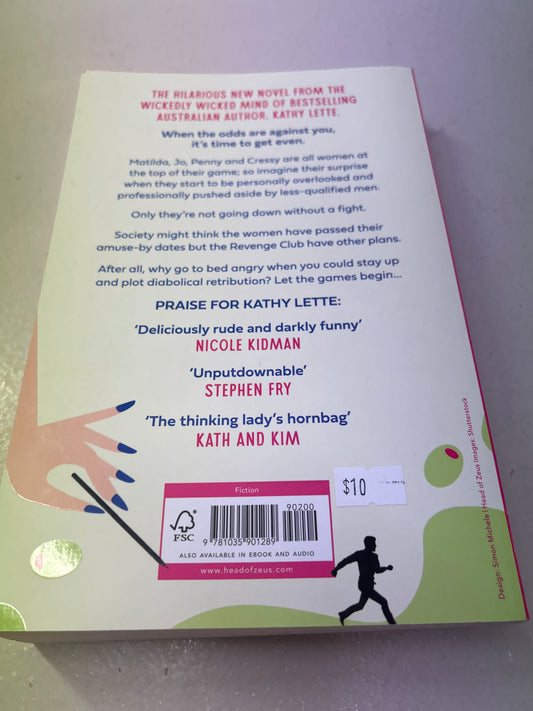 THE HILARIOUS NEW NOVEL FROM THE
WICKEDLY WICKED MIND OF BESTSELLING
AUSTRALIAN AUTHOR, KATHY LETTE.
When the odds are against you,
it's time to get even.
Matilda, Jo, Penny and Cressy are all women at
the top of their game; so imagine their surprise
when they start to be personally overlooked and
professionally pushed aside by less-qualified men.
Only they're not going down without a fight.
Society might think the women have passed their
amuse-by dates but the Revenge Club have other plans.
After all, why go to bed angry when you could stay up
and plot diabolical retribution? Let the games begin...
PRAISE FOR KATHY LETTE:
'Deliciously rude and darkly funny'
NICOLE KIDMAN
'Unputdownable'
STEPHEN FRY
'The thinking lady's hornbag'
KATH AND KIM
$10
Fiction
90200
FSC
9 781035 901289
ALSO AVAILABLE IN EBOOK AND AUDIO
www.headofzeus.com
Design: Simon Michele | Head of Zeus Images: Shutterstock